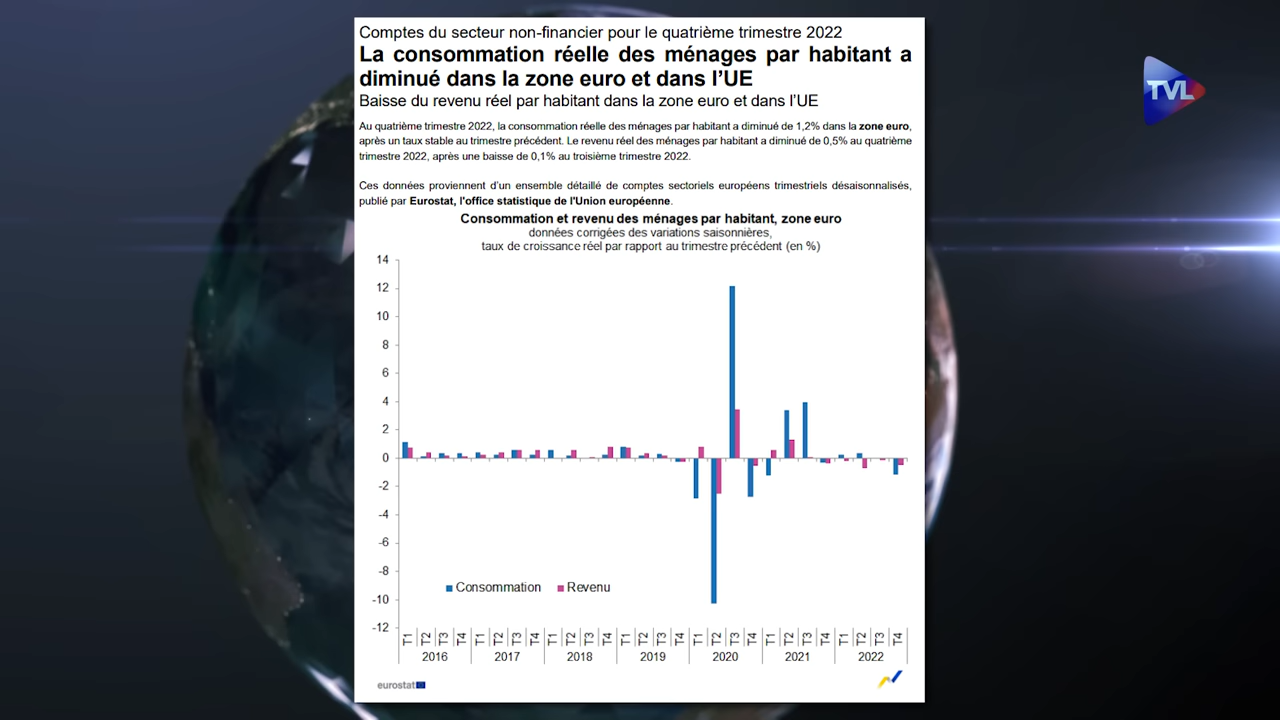 Comptes du secteur non-financier pour le quatrième trimestre 2022
La consommation réelle des ménages par habitant a
diminué dans la zone euro et dans l'UE
Baisse du revenu réel par habitant dans la zone euro et dans l'UE
TVL
Au quatrième trimestre 2022, la consommation réelle des ménages par habitant a diminué de 1,2% dans la zone euro,
après un taux stable au trimestre précédent. Le revenu réel des ménages par habitant a diminué de 0,5% au quatrième
trimestre 2022, après une baisse de 0,1% au troisième trimestre 2022.
Ces données proviennent d'un ensemble détaillé de comptes sectoriels européens trimestriels désaisonnalisés,
publié par Eurostat, l'office statistique de l'Union européenne.
Consommation et revenu des ménages par habitant, zone euro
données corrigées des variations saisonnières,
taux de croissance réel par rapport au trimestre précédent (en %)
14
12
10
8
6
4
2
0
-2
-4
-6
-8
-10
-12
Consommation Revenu
T1 T2 T3 T4 T1 T2 T3 T4 T1 T2 T3 T4 T1 T2 T3 T4 T1 T2 T3 T4 T1 T2 T3 T4 T1 T2 T3 T4
2016 2017 2018 2019 2020 2021 2022
eurostat